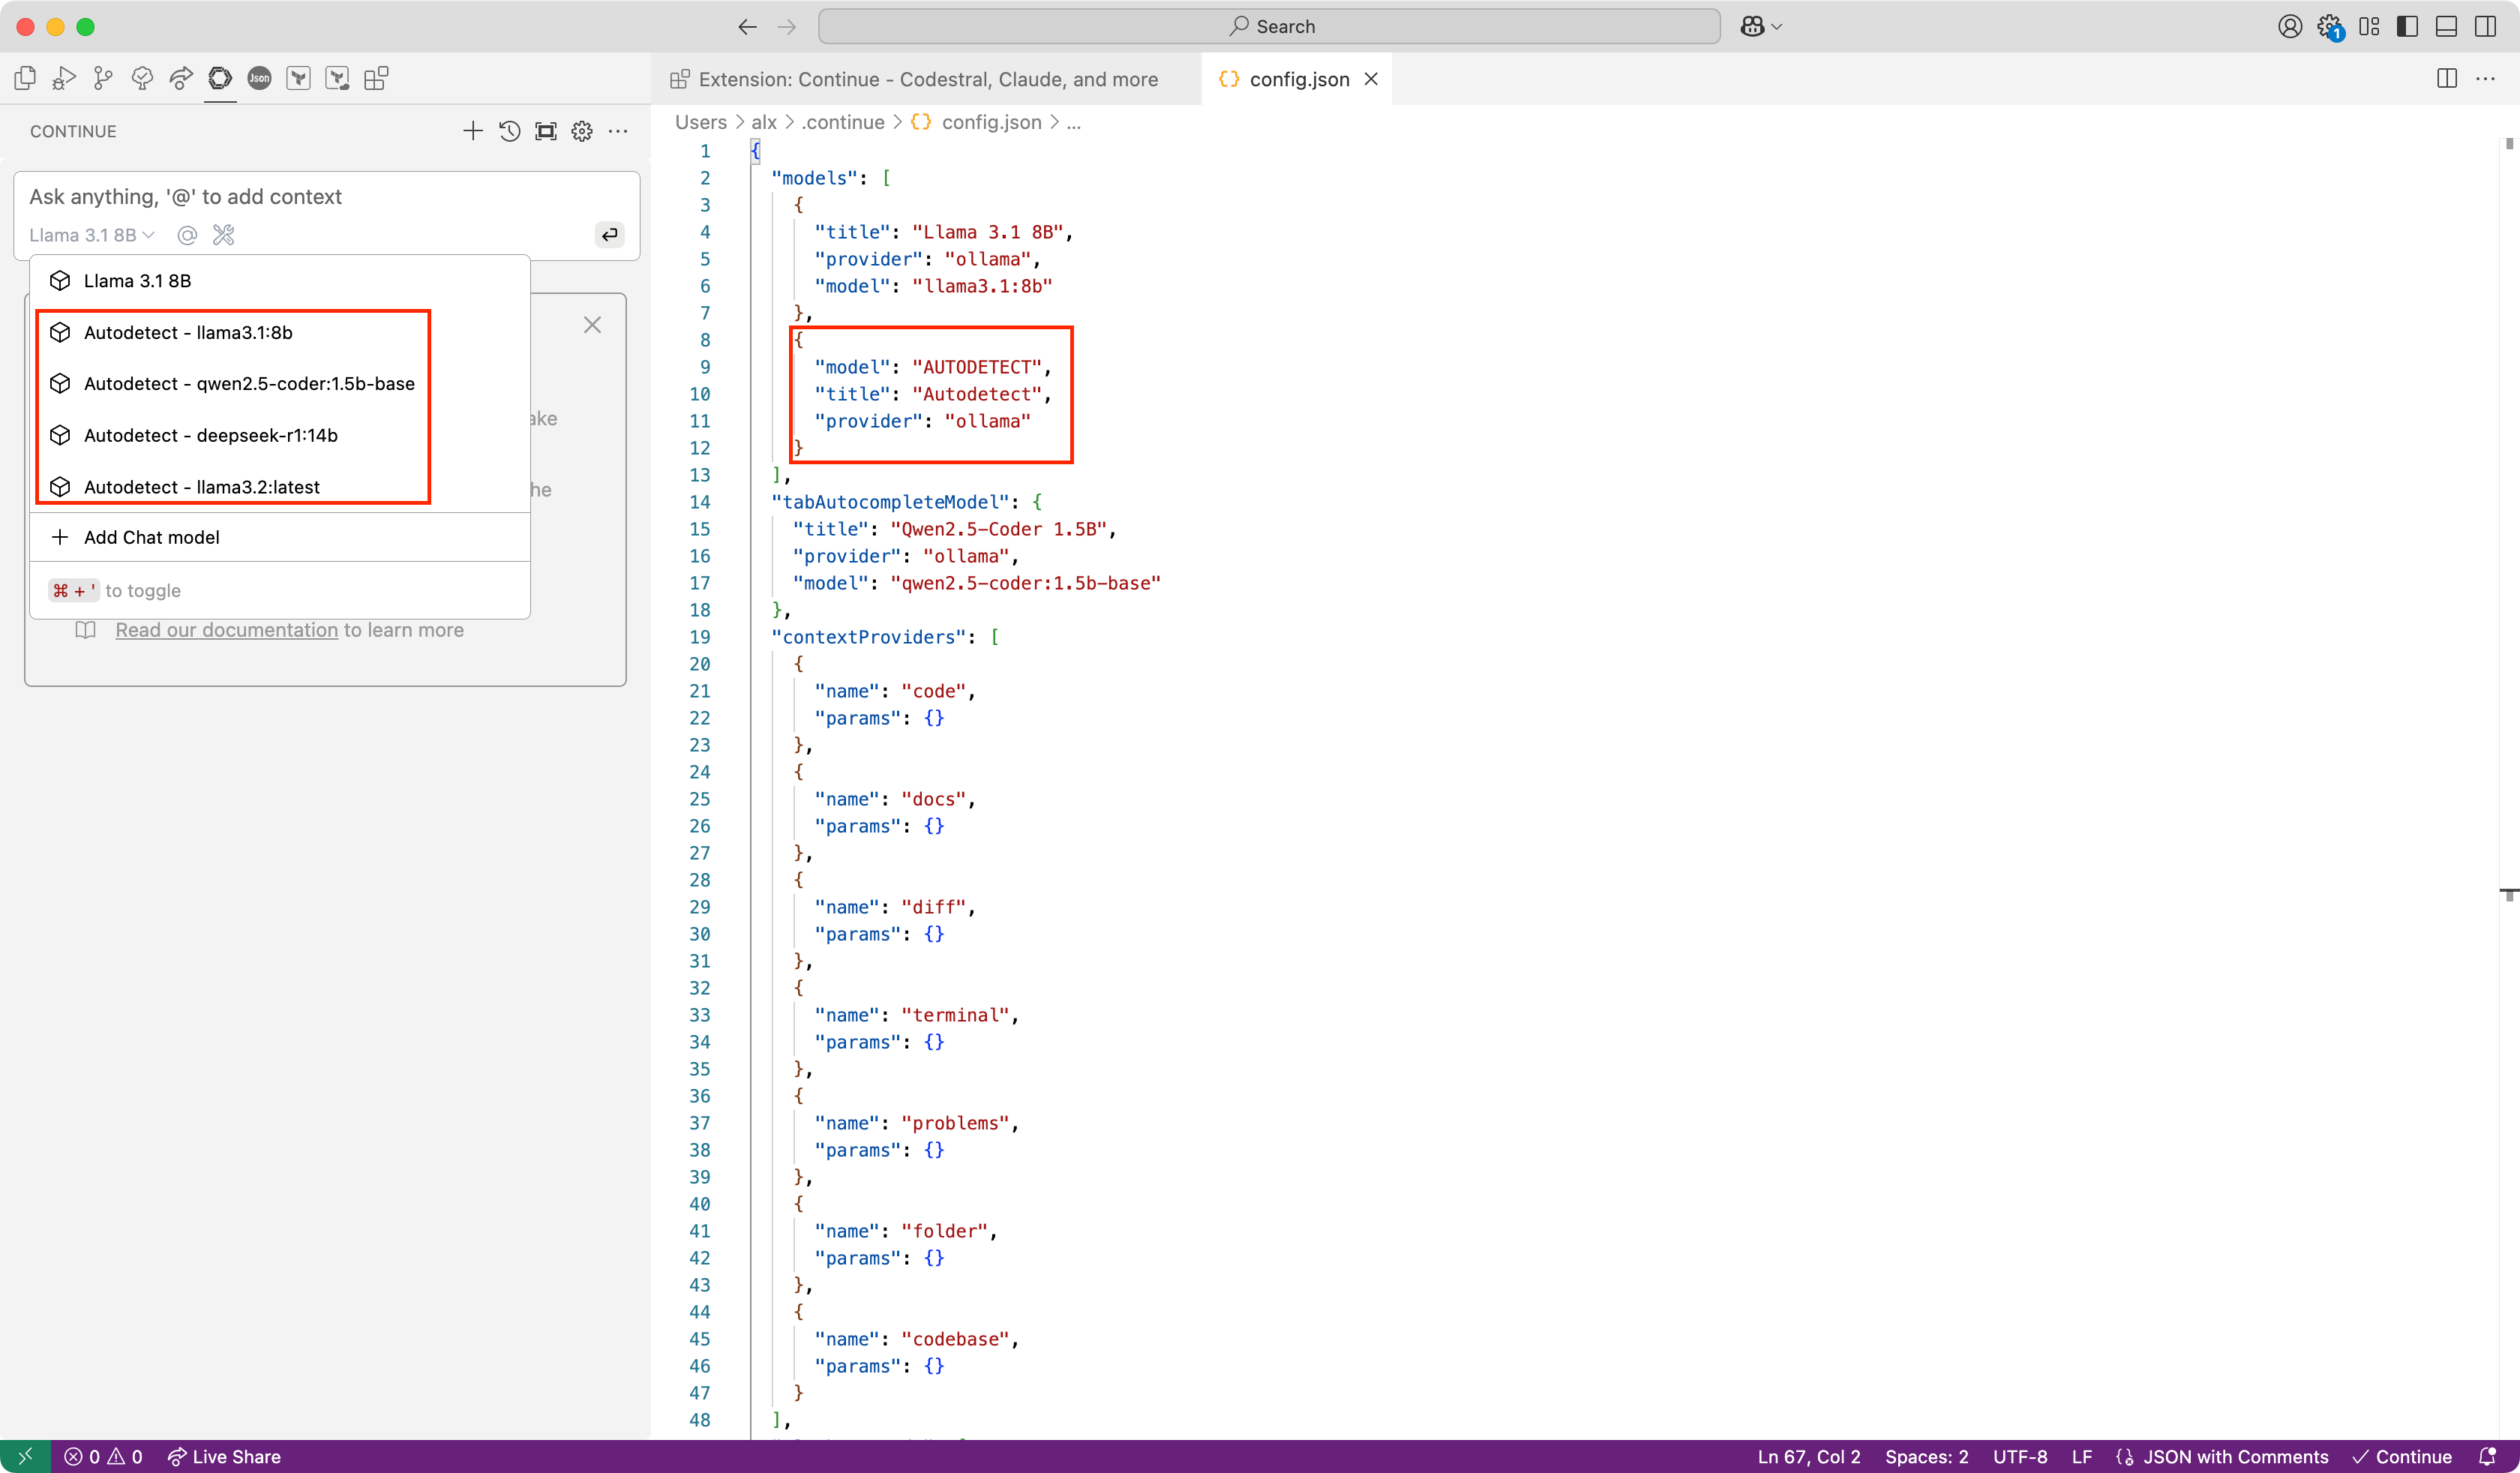 Search
1
Json
Extension: Continue - Codestral, Claude, and more
config.json
CONTINUE
Ask anything, '@' to add context
Llama 3.1 8B
Llama 3.1 8B
Autodetect - llama3.1:8b
Autodetect - qwen2.5-coder:1.5b-base
Autodetect - deepseek-r1:14b
Autodetect - llama3.2:latest
Add Chat model
⌘ + ' to toggle
ake
he
Read our documentation to learn more
Users > alx > .continue > {} config.json > ...
1 {
2 "models": [
3 {
4 "title": "Llama 3.1 8B",
5 "provider": "ollama",
6 "model": "llama3.1:8b"
7 },
8 {
9 "model": "AUTODETECT",
10 "title": "Autodetect",
11 "provider": "ollama"
12 }
13 ],
14 "tabAutocompleteModel": {
15 "title": "Qwen2.5-Coder 1.5B",
16 "provider": "ollama",
17 "model": "qwen2.5-coder:1.5b-base"
18 },
19 "contextProviders": [
20 {
21 "name": "code",
22 "params": {}
23 },
24 {
25 "name": "docs",
26 "params": {}
27 },
28 {
29 "name": "diff",
30 "params": {}
31 },
32 {
33 "name": "terminal",
34 "params": {}
35 },
36 {
37 "name": "problems",
38 "params": {}
39 },
40 {
41 "name": "folder",
42 "params": {}
43 },
44 {
45 "name": "codebase",
46 "params": {}
47 }
48 ],
0 0 Live Share
Ln 67, Col 2 Spaces: 2 UTF-8 LF JSON with Comments Continue